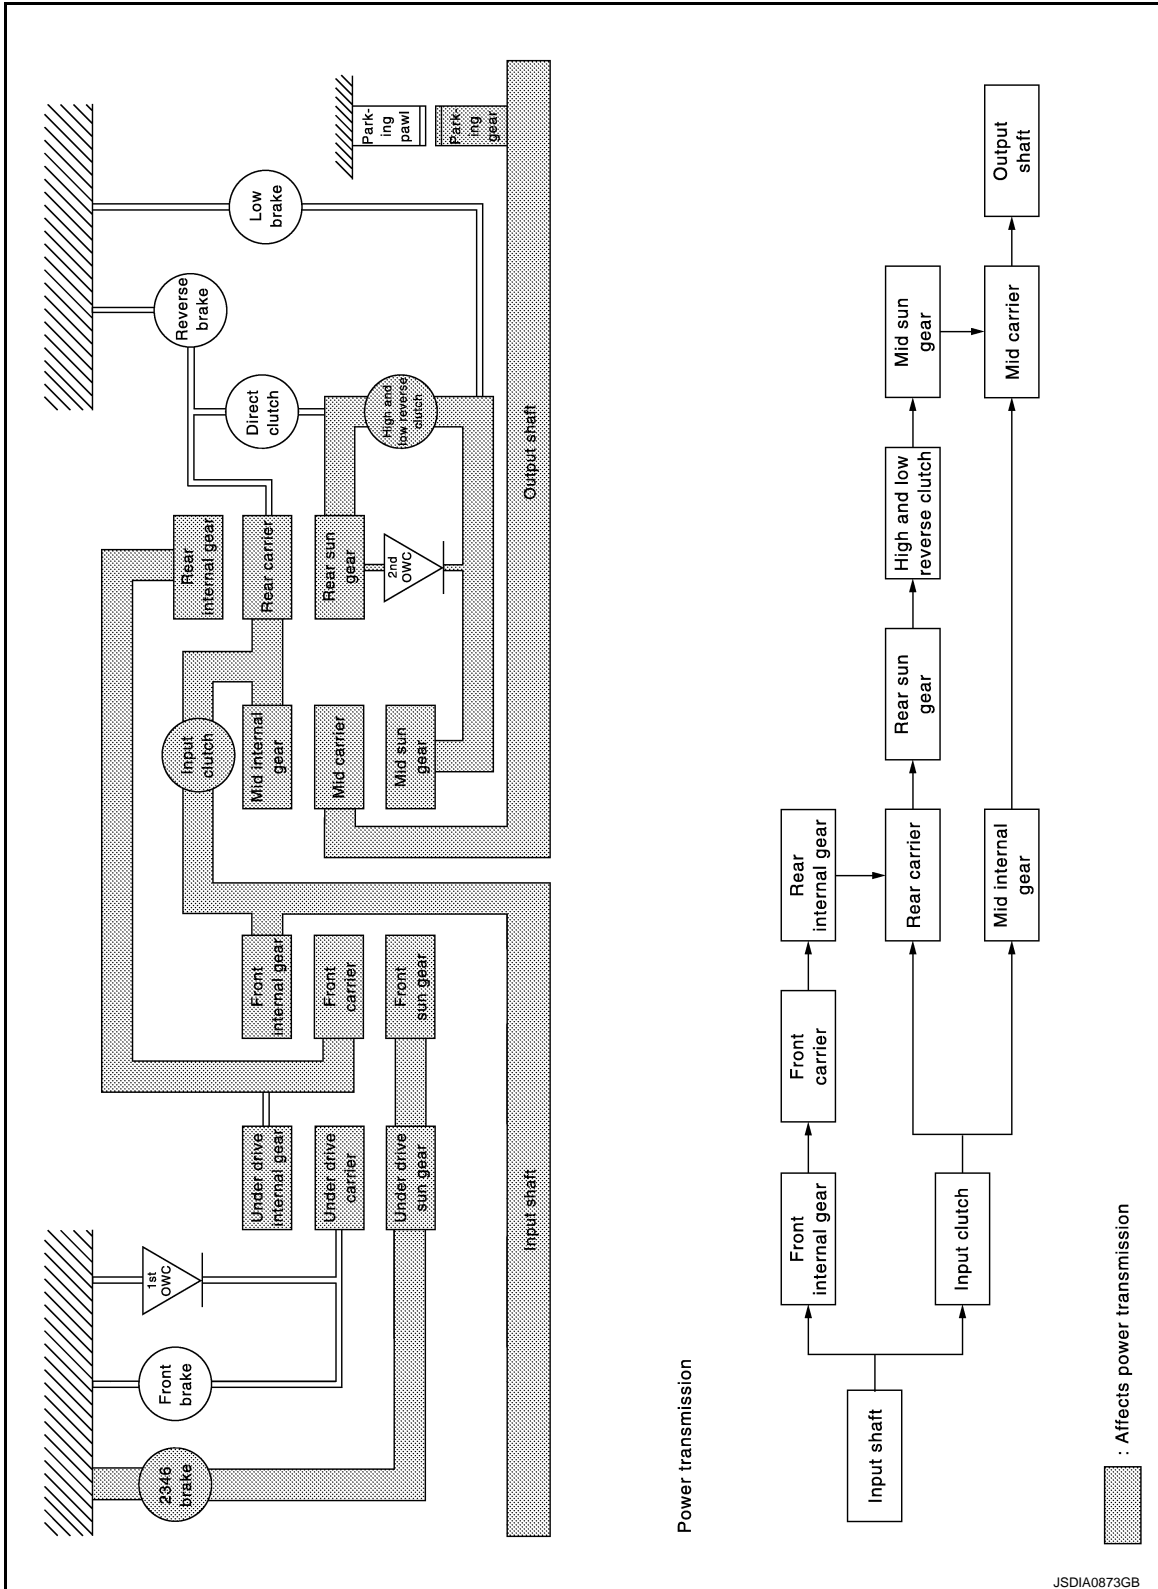 Park-
ing
pawl
Park-
ing
gear
Low
brake
Reverse
brake
Direct
clutch
High and
low reverse
clutch
Output shaft
Rear
internal gear
Rear carrier
Rear sun
gear
2nd
OWC
Input
clutch
Mid internal
gear
Mid carrier
Mid sun
gear
Front
internal gear
Front
carrier
Front
sun gear
Under drive
internal gear
Under drive
carrier
Under drive
sun gear
Input shaft
1st
OWC
Front
brake
2346
brake
Power transmission
Input shaft
Front
internal gear
Front
carrier
Rear
internal gear
Input clutch
Rear carrier
Rear sun
gear
High and low
reverse clutch
Mid sun
gear
Mid internal
gear
Mid carrier
Output
shaft
: Affects power transmission
JSDIA0873GB